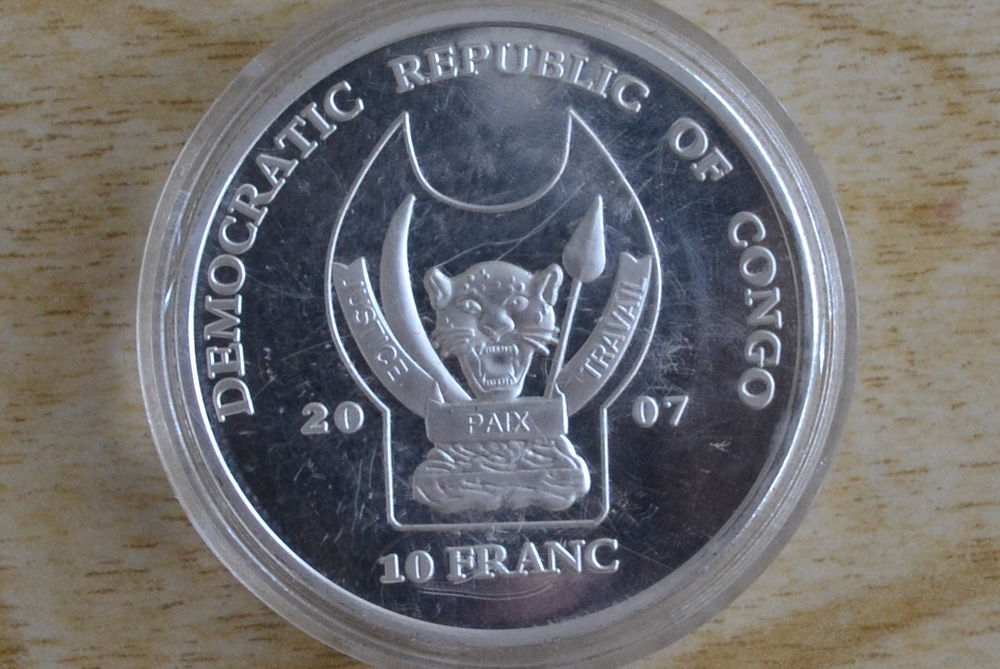 DEMOCRATIC REPUBLIC OF CONGO
JUSTICE
PAIX
TRAVAIL
20 07
10 FRANC